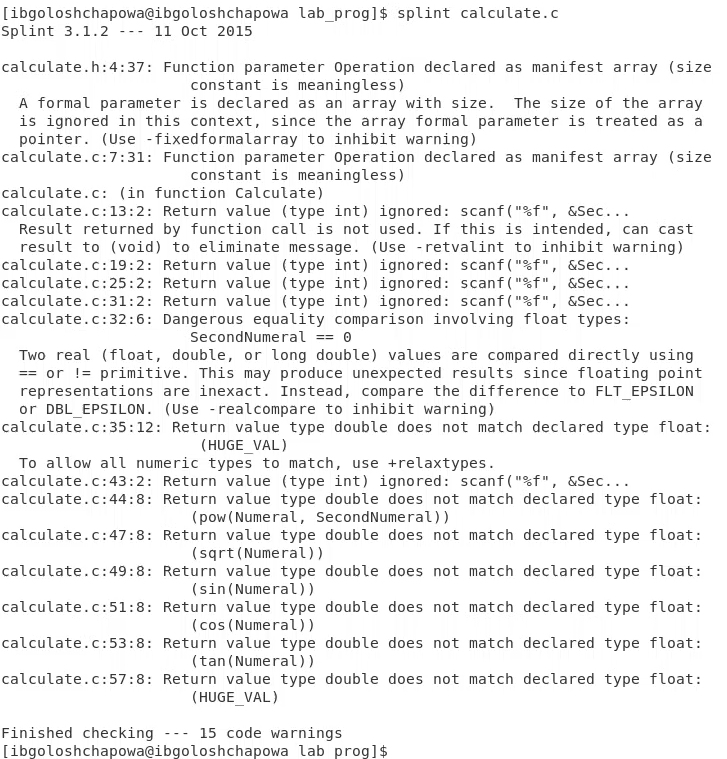 [ibgoloshchapowa@ibgoloshchapowa lab_prog]$ splint calculate.c
Splint 3.1.2 --- 11 Oct 2015

calculate.h:4:37: Function parameter Operation declared as manifest array (size
                     constant is meaningless)
  A formal parameter is declared as an array with size.  The size of the array
  is ignored in this context, since the array formal parameter is treated as a
  pointer. (Use -fixedformalarray to inhibit warning)
calculate.c:7:31: Function parameter Operation declared as manifest array (size
                     constant is meaningless)
calculate.c: (in function Calculate)
calculate.c:13:2: Return value (type int) ignored: scanf("%f", &Sec...
  Result returned by function call is not used. If this is intended, can cast
  result to (void) to eliminate message. (Use -retvalint to inhibit warning)
calculate.c:19:2: Return value (type int) ignored: scanf("%f", &Sec...
calculate.c:25:2: Return value (type int) ignored: scanf("%f", &Sec...
calculate.c:31:2: Return value (type int) ignored: scanf("%f", &Sec...
calculate.c:32:6: Dangerous equality comparison involving float types:
                     SecondNumeral == 0
  Two real (float, double, or long double) values are compared directly using
  == or != primitive. This may produce unexpected results since floating point
  representations are inexact. Instead, compare the difference to FLT_EPSILON
  or DBL_EPSILON. (Use -realcompare to inhibit warning)
calculate.c:35:12: Return value type double does not match declared type float:
                      (HUGE_VAL)
  To allow all numeric types to match, use +relaxtypes.
calculate.c:43:2: Return value (type int) ignored: scanf("%f", &Sec...
calculate.c:44:8: Return value type double does not match declared type float:
                     (pow(Numeral, SecondNumeral))
calculate.c:47:8: Return value type double does not match declared type float:
                     (sqrt(Numeral))
calculate.c:49:8: Return value type double does not match declared type float:
                     (sin(Numeral))
calculate.c:51:8: Return value type double does not match declared type float:
                     (cos(Numeral))
calculate.c:53:8: Return value type double does not match declared type float:
                     (tan(Numeral))
calculate.c:57:8: Return value type double does not match declared type float:
                     (HUGE_VAL)

Finished checking --- 15 code warnings
[ibgoloshchapowa@ibgoloshchapowa lab prog]$